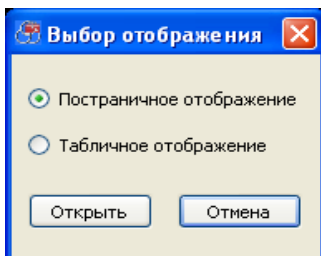 Выбор отображения
Постраничное отображение
Табличное отображение
Открыть Отмена